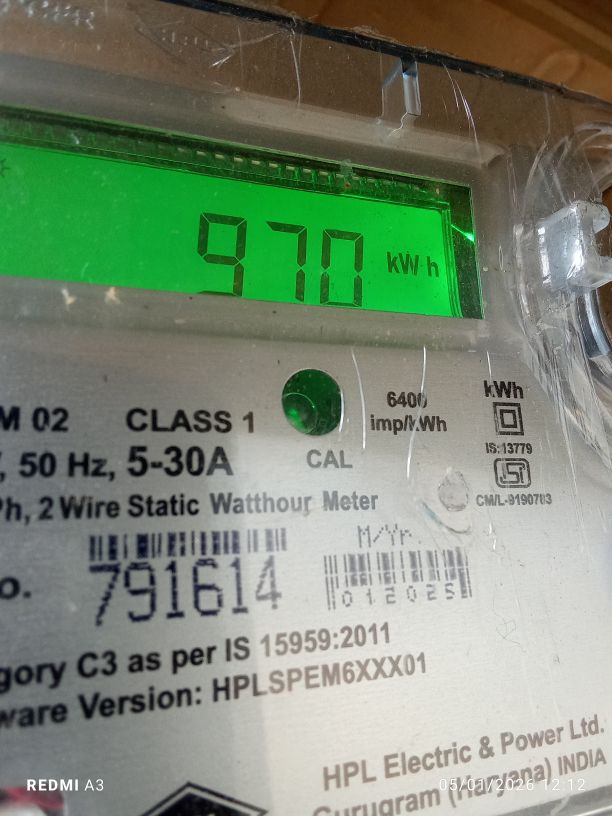 970 kWh
6400
imp/kWh
kWh
IS:13779
CM/L-9190783
M 02 CLASS 1
CAL
, 50 Hz, 5-30A
Ph, 2 Wire Static Watthour Meter
M/Yr.
o. 791614
012025
gory C3 as per IS 15959:2011
ware Version: HPLSPEM6XXX01
HPL Electric & Power Ltd.
Gurugram (Haryana) INDIA
REDMI A3
05/01/2026 12:12